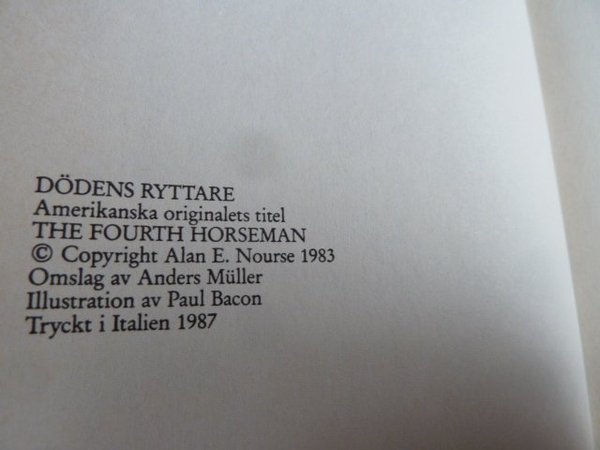 DÖDENS RYTTARE
Amerikanska originalets titel
THE FOURTH HORSEMAN
© Copyright Alan E. Nourse 1983
Omslag av Anders Müller
Illustration av Paul Bacon
Tryckt i Italien 1987